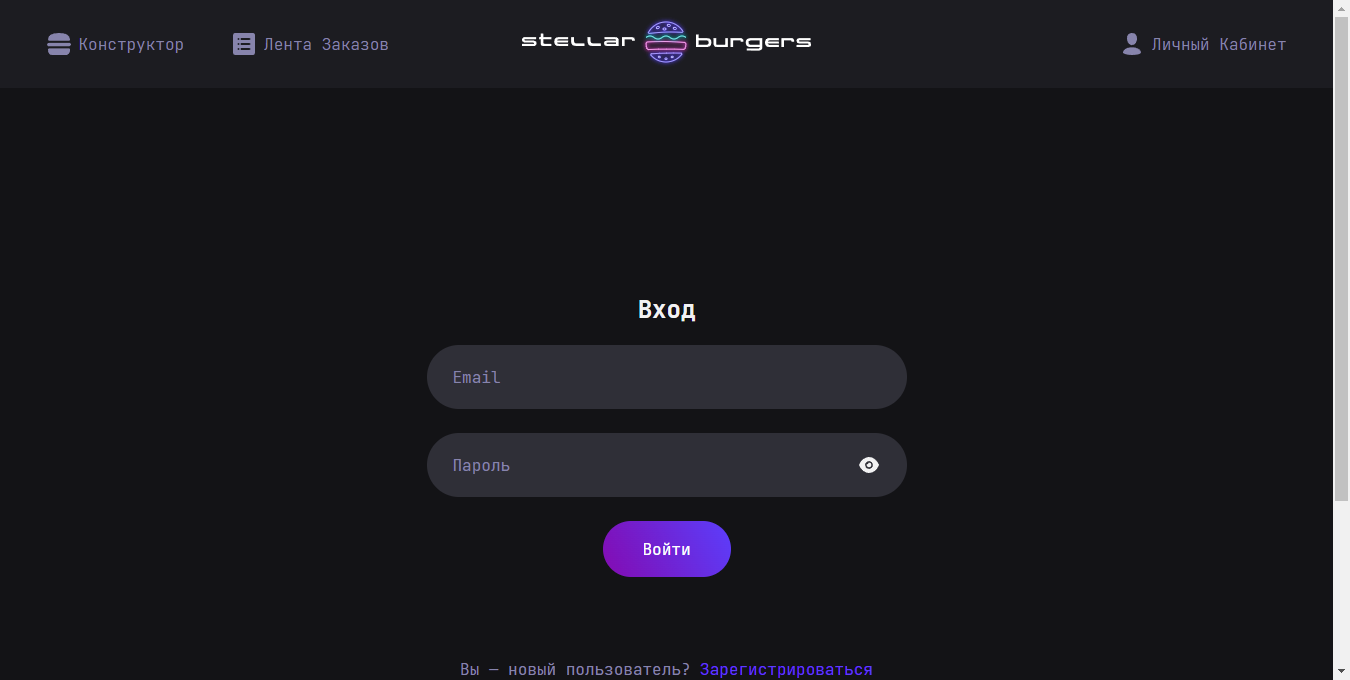 Конструктор
Лента Заказов
stellar burgers
Личный Кабинет
Вход
Email
Пароль
Войти
Вы — новый пользователь? Зарегистрироваться